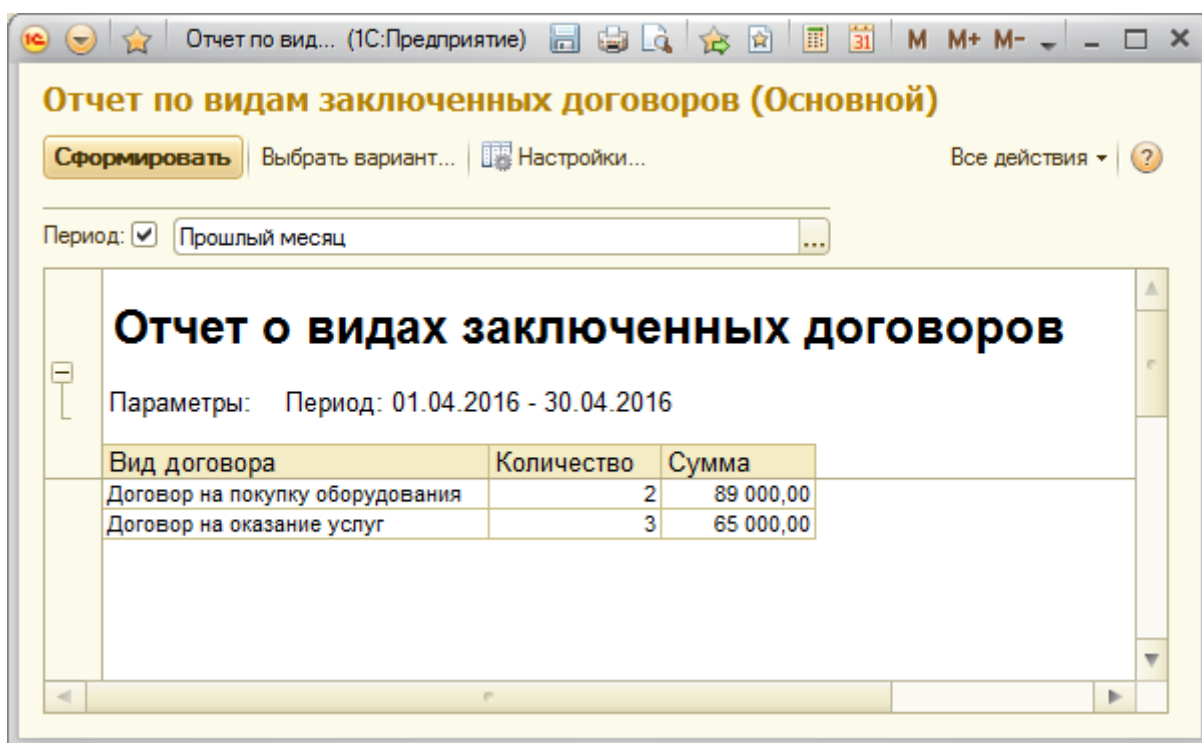 1С Отчет по вид... (1С:Предприятие) 31 M M+ M-
Отчет по видам заключенных договоров (Основной)
Сформировать Выбрать вариант... Настройки... Все действия ?
Период: Прошлый месяц ...
Отчет о видах заключенных договоров
Параметры: Период: 01.04.2016 - 30.04.2016
Вид договора Количество Сумма
Договор на покупку оборудования 2 89 000,00
Договор на оказание услуг 3 65 000,00